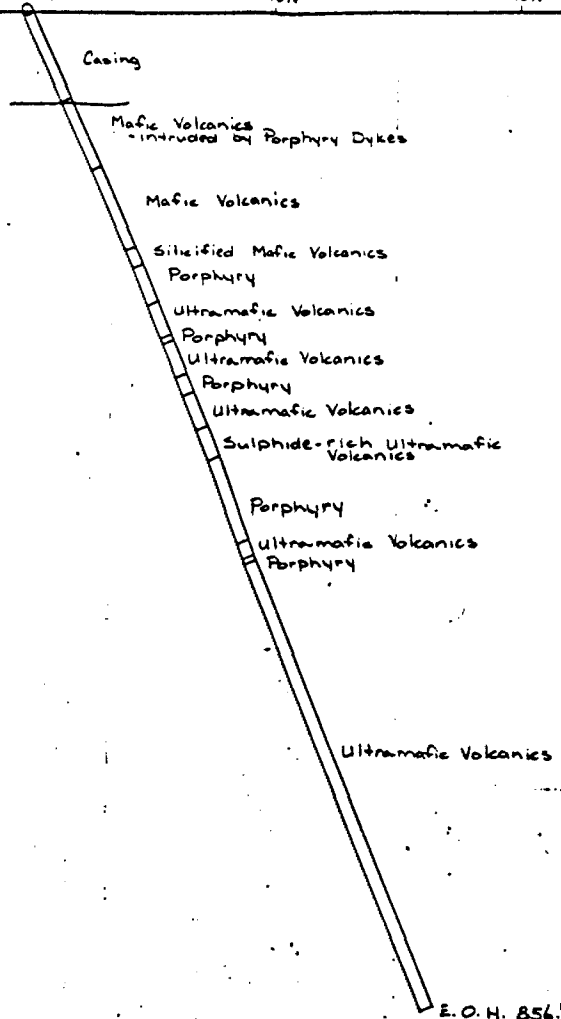 Casing
Mafic Volcanics
- intruded by Porphyry Dykes
Mafic Volcanics
Silicified Mafic Volcanics
Porphyry
Ultramafic Volcanics
Porphyry
Ultramafic Volcanics
Porphyry
Ultramafic Volcanics
Sulphide-rich Ultramafic
Volcanics
Porphyry
Ultramafic Volcanics
Porphyry
Ultramafic Volcanics
E.O.H. 856.